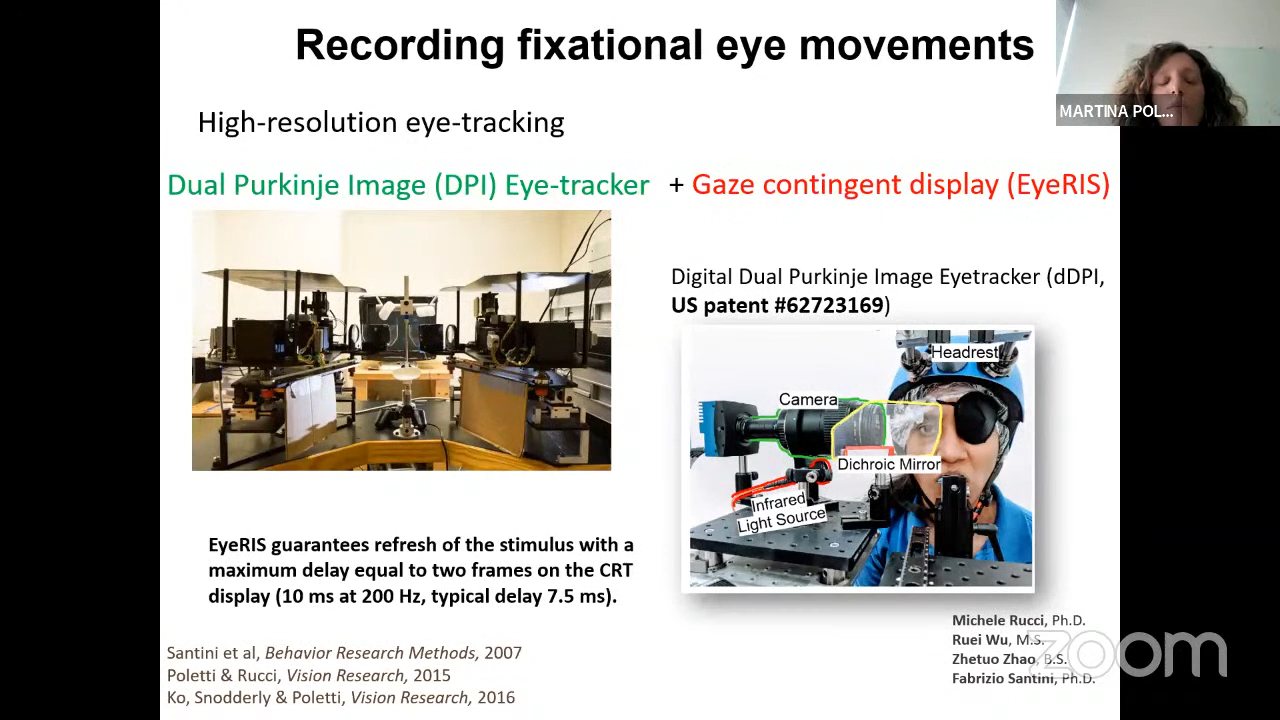 Recording fixational eye movements
MARTINA POL...
High-resolution eye-tracking
Dual Purkinje Image (DPI) Eye-tracker + Gaze contingent display (EyeRIS)
Digital Dual Purkinje Image Eyetracker (dDPI,
US patent #62723169)
Headrest
Camera
Dichroic Mirror
Infrared
Light Source
EyeRIS guarantees refresh of the stimulus with a
maximum delay equal to two frames on the CRT
display (10 ms at 200 Hz, typical delay 7.5 ms).
Michele Rucci, Ph.D.
Ruei Wu, M.S.
Zhetuo Zhao, B.S.
Fabrizio Santini, Ph.D.
zoom
Santini et al, Behavior Research Methods, 2007
Poletti & Rucci, Vision Research, 2015
Ko, Snodderly & Poletti, Vision Research, 2016